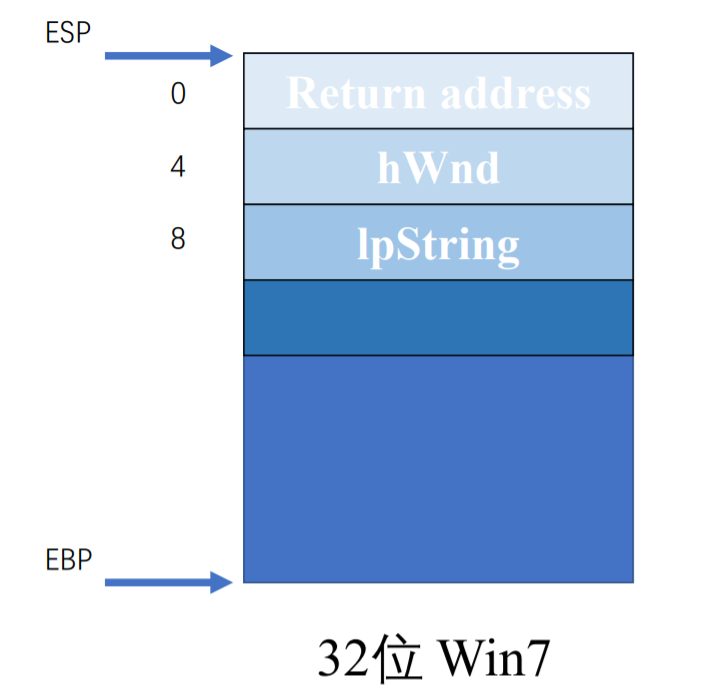 ESP
0
Return address
4
hWnd
8
lpString
EBP
32位 Win7